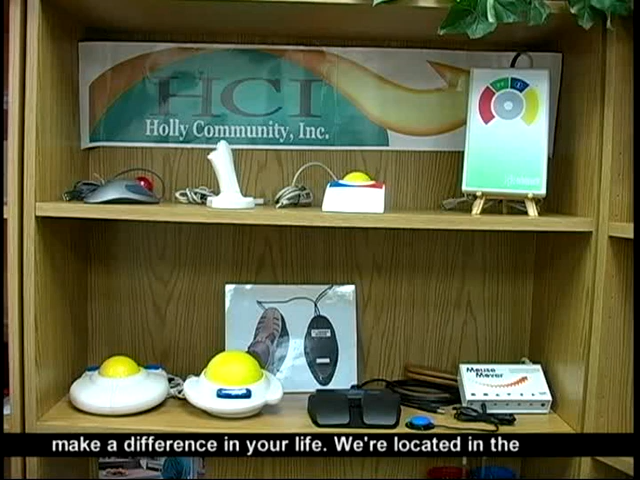 HCI
Holly Community, Inc.
Mouse
Mover
make a difference in your life. We're located in the